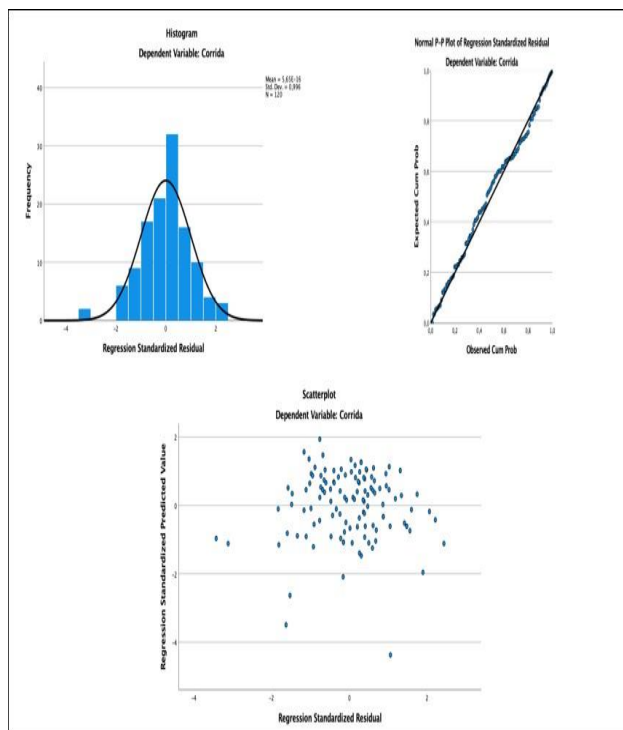 Histogram
Dependent Variable: Corrida
Mean = 5,65E-16
Std. Dev. = 0,996
N = 120
Frequency
40
30
20
10
0
-4
-2
0
2
Regression Standardized Residual
Normal P-P Plot of Regression Standardized Residual
Dependent Variable: Corrida
Expected Cum Prob
1,0
0,8
0,6
0,4
0,2
0,0
0,0
0,2
0,4
0,6
0,8
1,0
Observed Cum Prob
Scatterplot
Dependent Variable: Corrida
Regression Standardized Predicted Value
2
0
-2
-4
-4
-2
0
2
Regression Standardized Residual